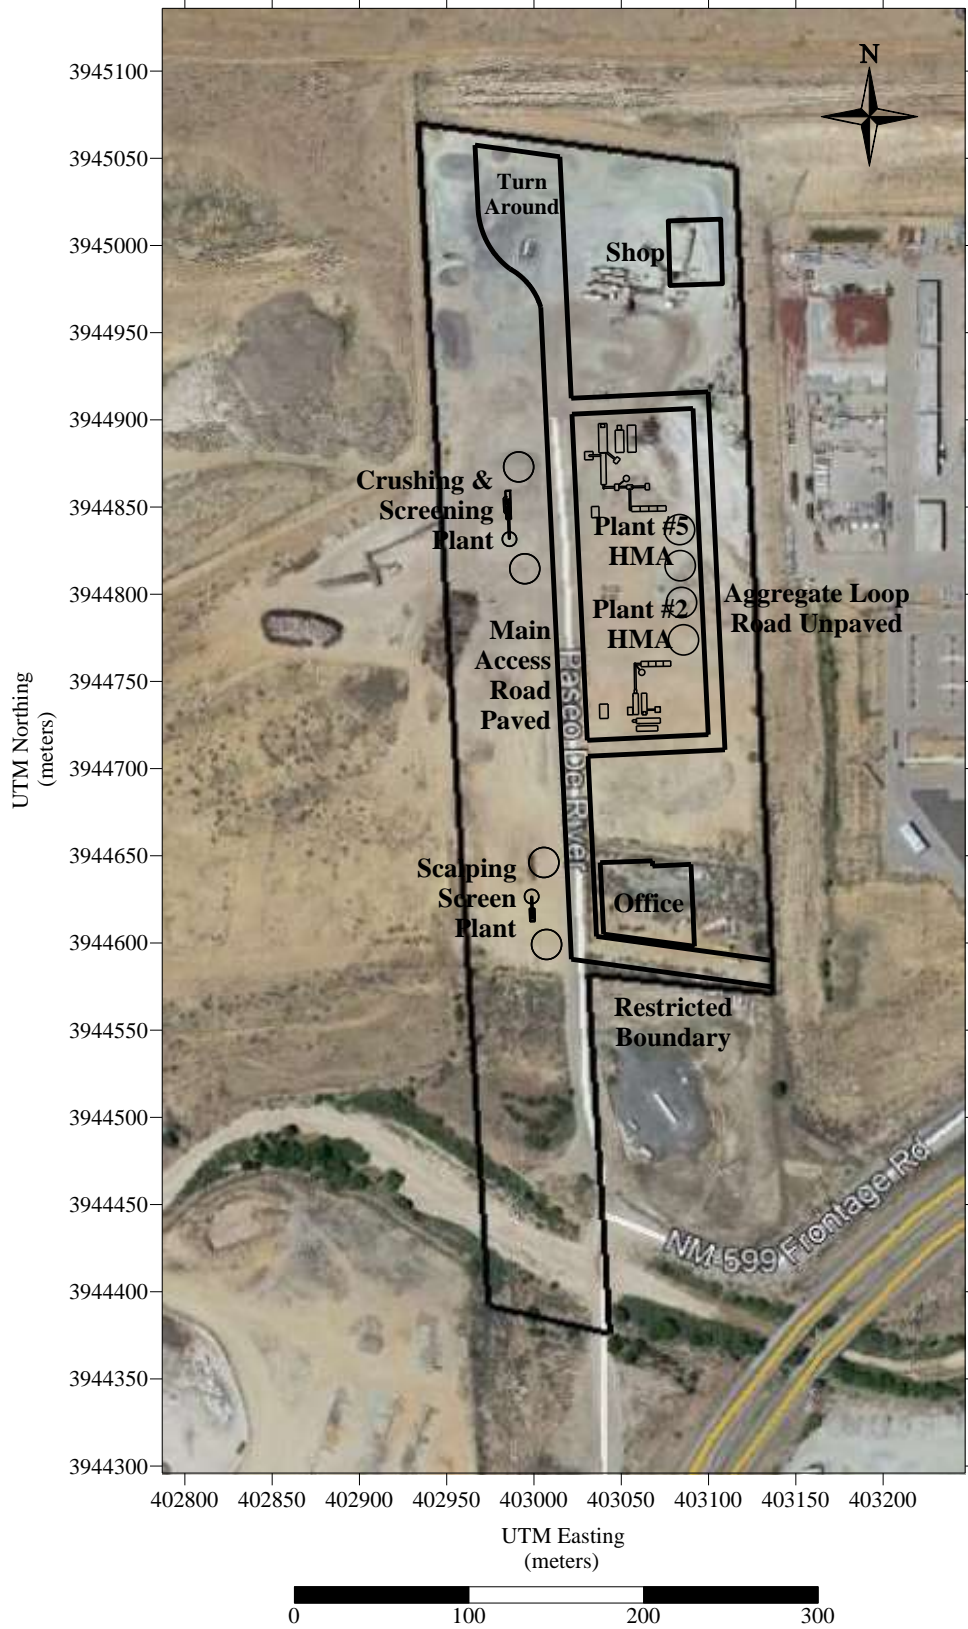 N
3945100
3945050
3945000
3944950
3944900
3944850
3944800
3944750
3944700
3944650
3944600
3944550
3944500
3944450
3944400
3944350
3944300
UTM Northing
(meters)
Turn
Around
Shop
Crushing &
Screening
Plant
Plant #5
HMA
Plant #2
HMA
Aggregate Loop
Road Unpaved
Main
Access
Road
Paved
Scalping
Screen
Plant
Office
Restricted
Boundary
NM 599 Frontage Rd
402800 402850 402900 402950 403000 403050 403100 403150 403200
UTM Easting
(meters)
0 100 200 300